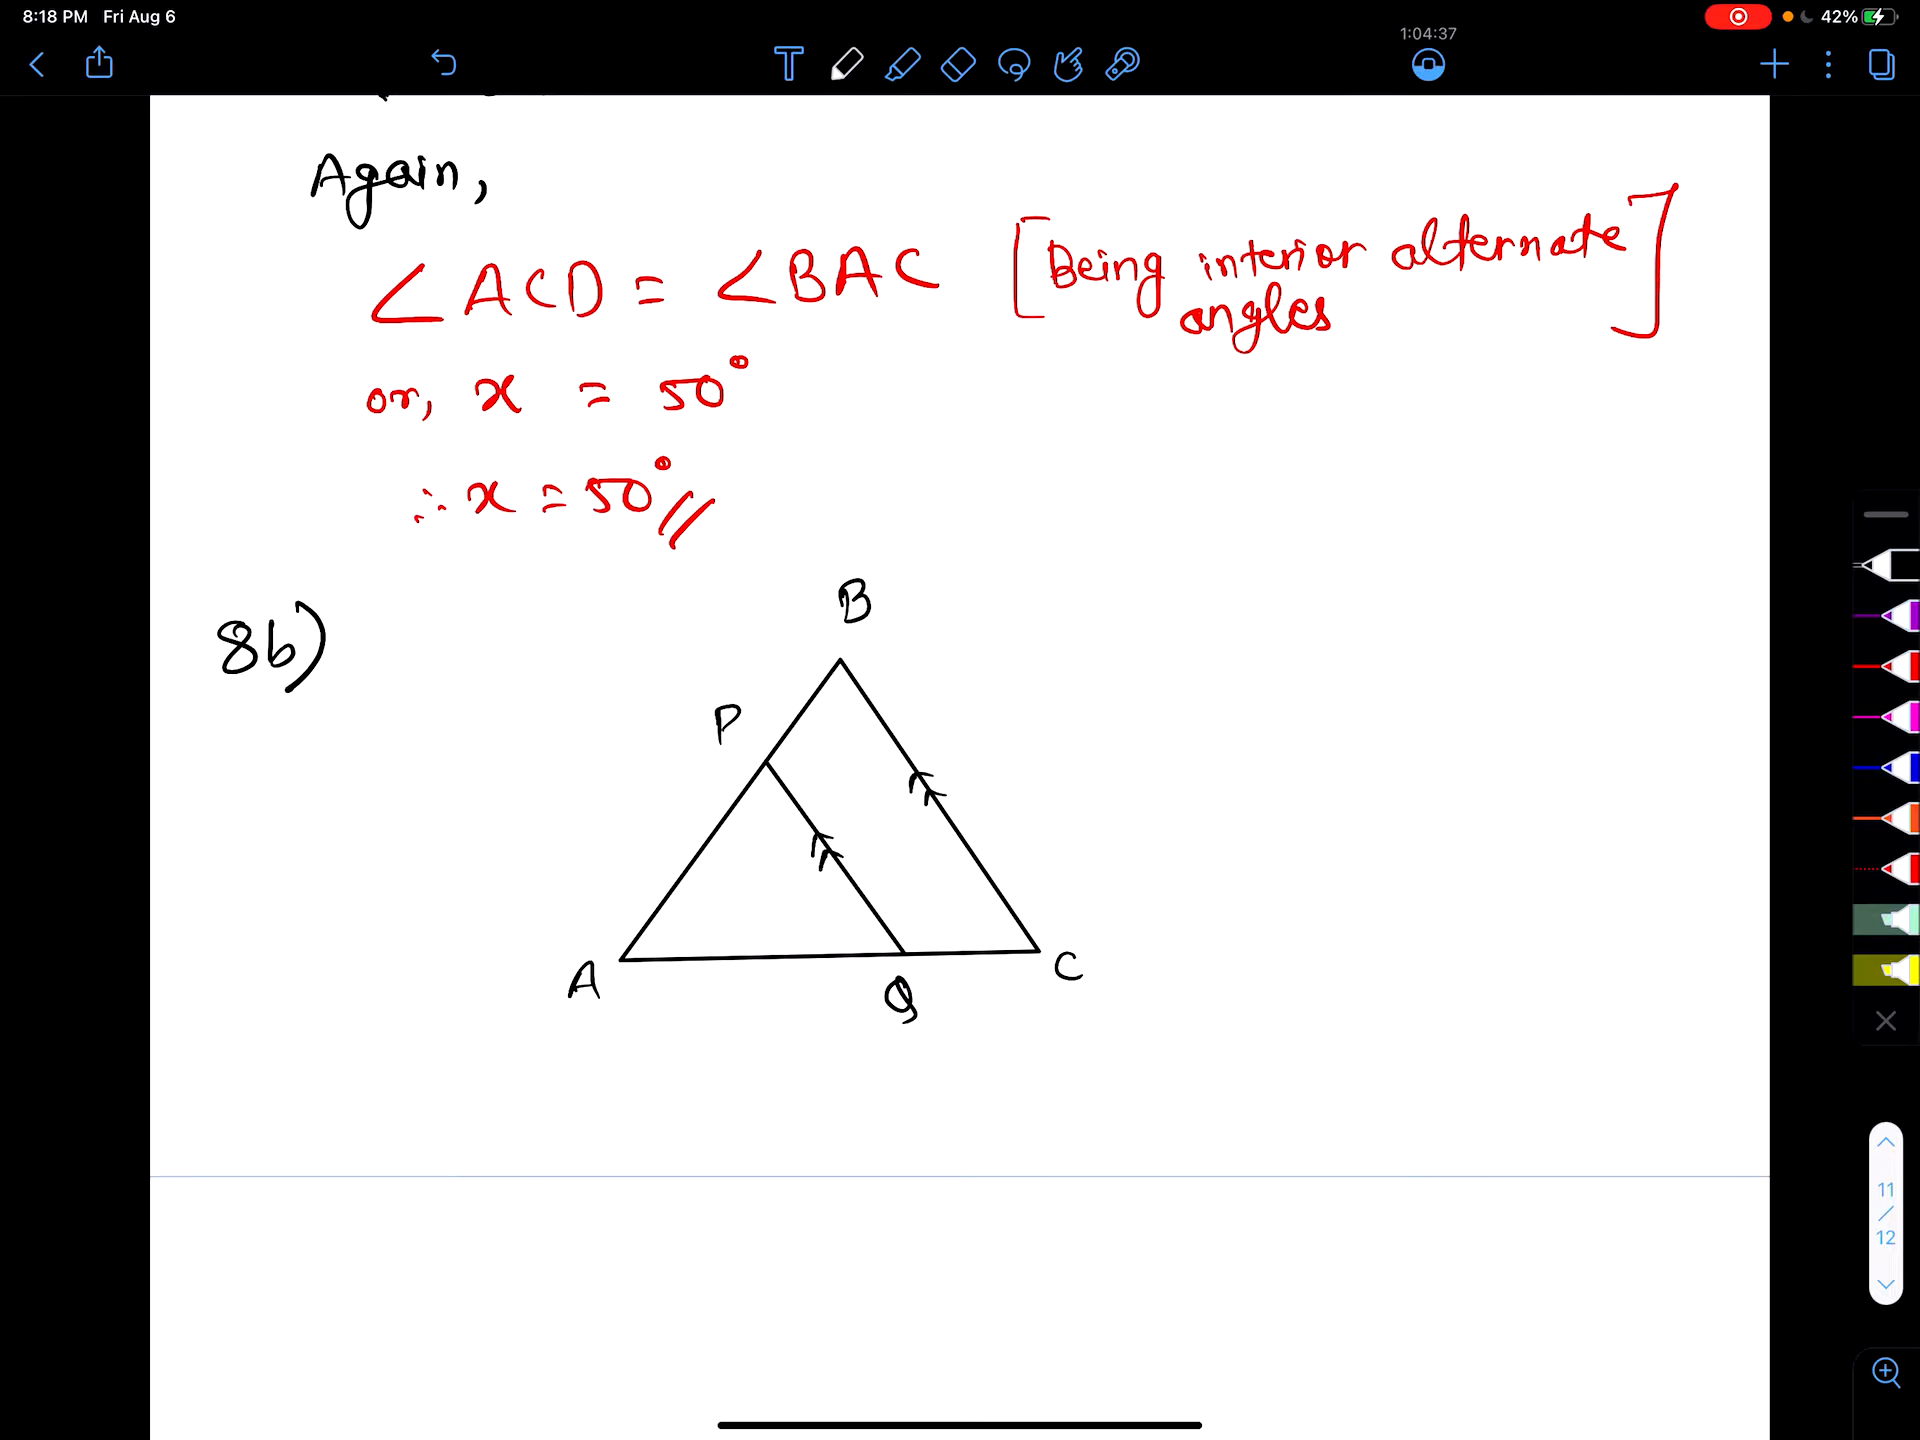 8:18 PM Fri Aug 6
42%
1:04:37
Again,
∠ACD = ∠BAC [Being interior alternate
angles]
or, x = 50°
∴ x = 50°//
8b)
B
P
A
Q
C
11
/
12